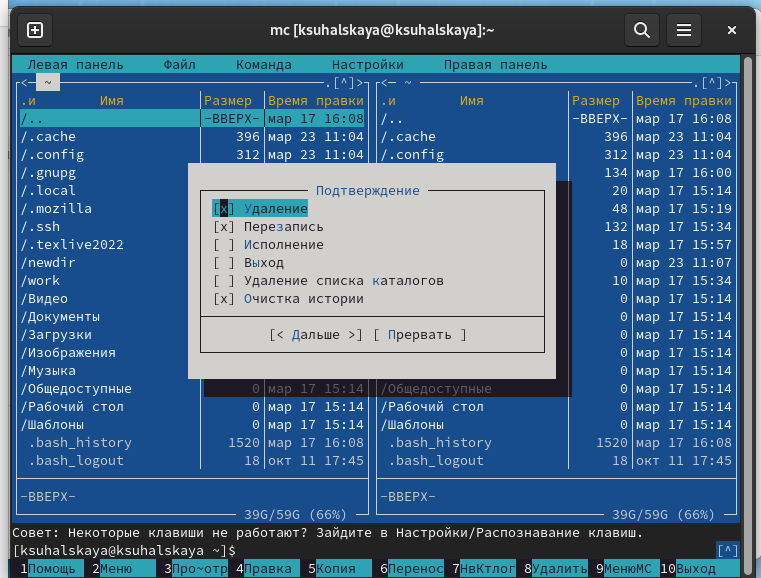 mc [ksuhalskaya@ksuhalskaya]:~
Левая панель Файл Команда Настройки Правая панель
<─ ~ .[^]> <─ ~ .[^]>
.и Имя Размер Время правки .и Имя Размер Время правки
/.. -ВВЕРХ- мар 17 16:08 /.. -ВВЕРХ- мар 17 16:08
/.cache 396 мар 23 11:04 /.cache 396 мар 23 11:04
/.config 312 мар 23 11:04 /.config 312 мар 23 11:04
/.gnupg 134 мар 17 16:00
/.local 20 мар 17 15:14
/.mozilla 48 мар 17 15:19
/.ssh 132 мар 17 15:34
/.texlive2022 18 мар 17 15:57
/newdir 0 мар 23 11:07
/work 10 мар 17 15:34
/Видео 0 мар 17 15:14
/Документы 0 мар 17 15:14
/Загрузки 0 мар 17 15:14
/Изображения 0 мар 17 15:14
/Музыка 0 мар 17 15:14
Подтверждение
[x] Удаление
[x] Перезапись
[ ] Исполнение
[ ] Выход
[ ] Удаление списка каталогов
[x] Очистка истории
[< Дальше >] [ Прервать ]
/Общедоступные 0 мар 17 15:14 /Общедоступные 0 мар 17 15:14
/Рабочий стол 0 мар 17 15:14 /Рабочий стол 0 мар 17 15:14
/Шаблоны 0 мар 17 15:14 /Шаблоны 0 мар 17 15:14
.bash_history 1520 мар 17 16:08 .bash_history 1520 мар 17 16:08
.bash_logout 18 окт 11 17:45 .bash_logout 18 окт 11 17:45
-ВВЕРХ- -ВВЕРХ-
39G/59G (66%) 39G/59G (66%)
Совет: Некоторые клавиши не работают? Зайдите в Настройки/Распознавание клавиш.
[ksuhalskaya@ksuhalskaya ~]$ [^]
1Помощь 2Меню 3Про~отр 4Правка 5Копия 6Перенос 7НвКтлог 8Удалить 9МенюМС 10Выход